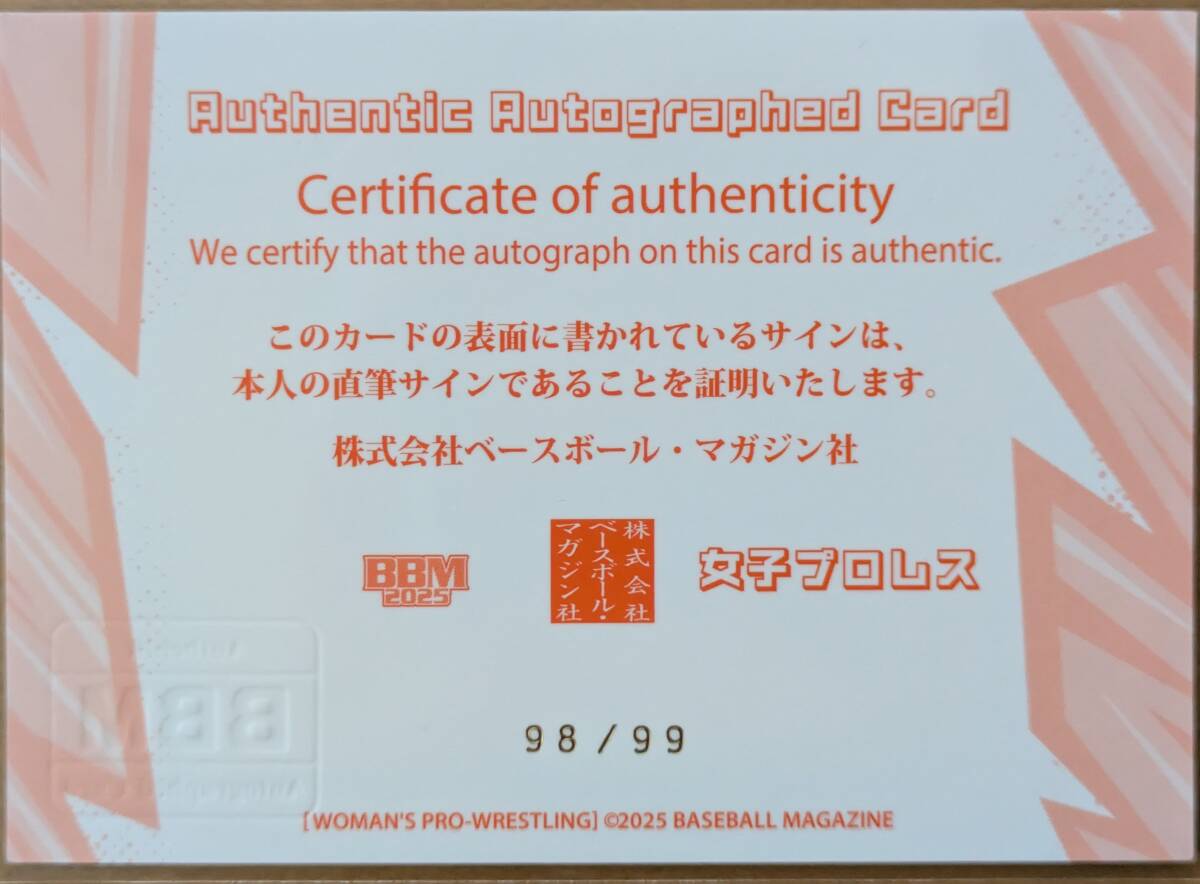 Authentic Autographed Card
Certificate of authenticity
We certify that the autograph on this card is authentic.
このカードの表面に書かれているサインは、
本人の直筆サインであることを証明いたします。
株式会社ベースボール・マガジン社
BBM
2025
株式会社
ベースボール・
マガジン社
女子プロレス
BBM
98/99
[WOMAN'S PRO-WRESTLING] ©2025 BASEBALL MAGAZINE